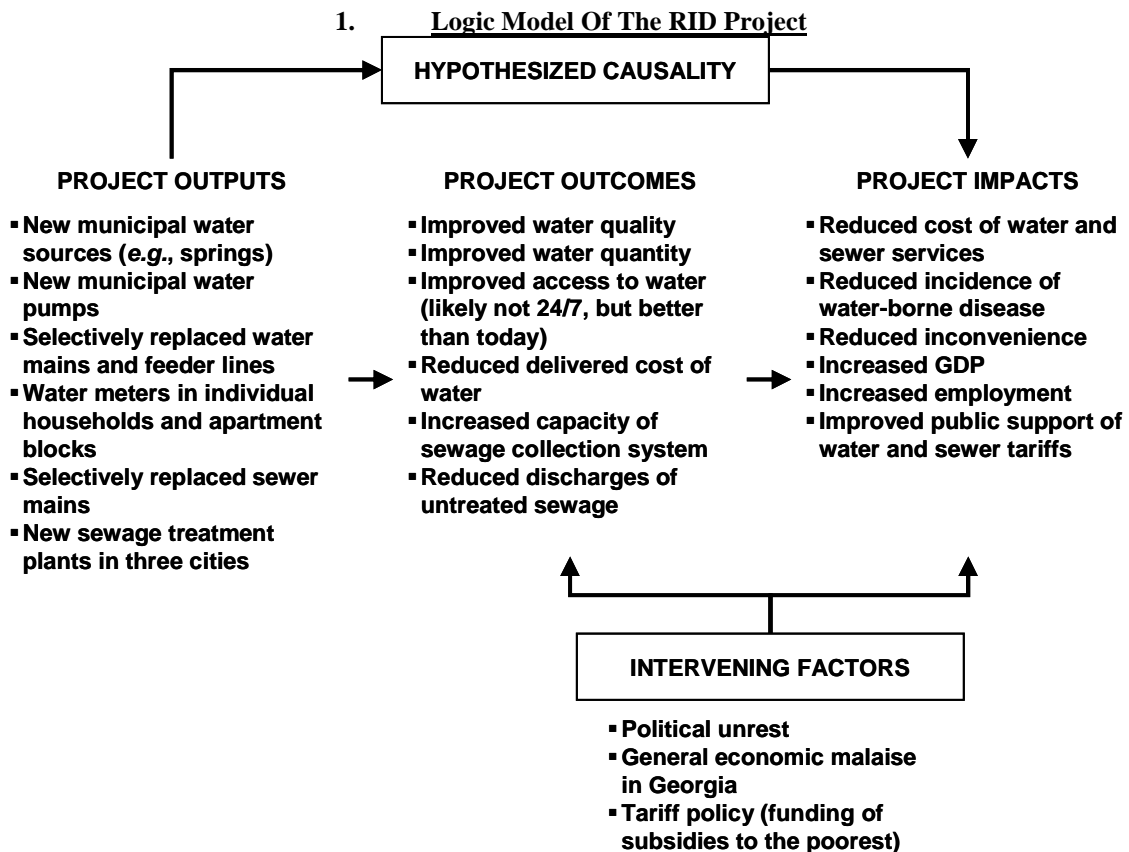 1. Logic Model Of The RID Project
HYPOTHESIZED CAUSALITY
PROJECT OUTPUTS
▪ New municipal water
sources (e.g., springs)
▪ New municipal water
pumps
▪ Selectively replaced water
mains and feeder lines
▪ Water meters in individual
households and apartment
blocks
▪ Selectively replaced sewer
mains
▪ New sewage treatment
plants in three cities
PROJECT OUTCOMES
▪ Improved water quality
▪ Improved water quantity
▪ Improved access to water
(likely not 24/7, but better
than today)
▪ Reduced delivered cost of
water
▪ Increased capacity of
sewage collection system
▪ Reduced discharges of
untreated sewage
PROJECT IMPACTS
▪ Reduced cost of water and
sewer services
▪ Reduced incidence of
water-borne disease
▪ Reduced inconvenience
▪ Increased GDP
▪ Increased employment
▪ Improved public support of
water and sewer tariffs
INTERVENING FACTORS
▪ Political unrest
▪ General economic malaise
in Georgia
▪ Tariff policy (funding of
subsidies to the poorest)